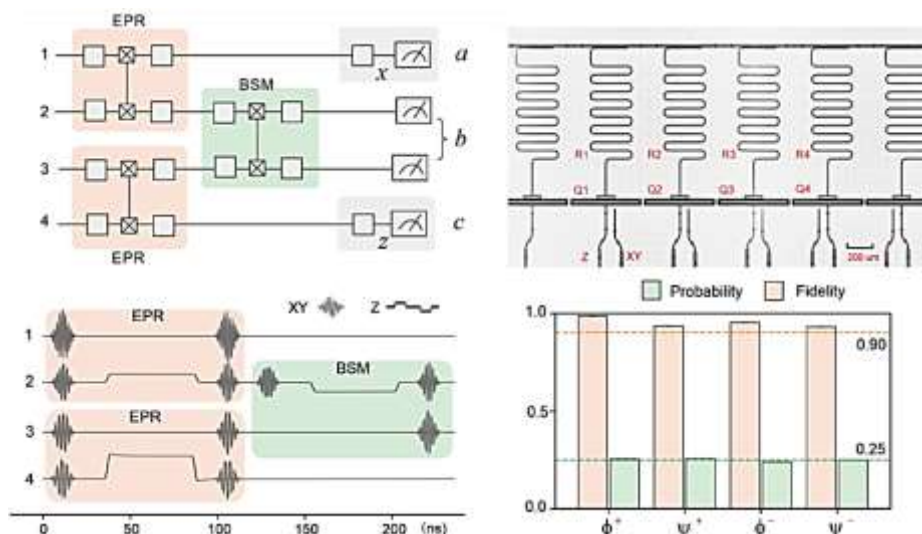 EPR
1
x
a
BSM
2
b
3
4
z
c
EPR
R1 R2 R3 R4
Q1 Q2 Q3 Q4
Z XY
200 um
XY Z
EPR
1
BSM
2
EPR
3
4
0 50 100 150 200 (ns)
Probability Fidelity
1.0
0.90
0.5
0.25
0.0
ϕ⁺ ψ⁺ ϕ⁻ ψ⁻